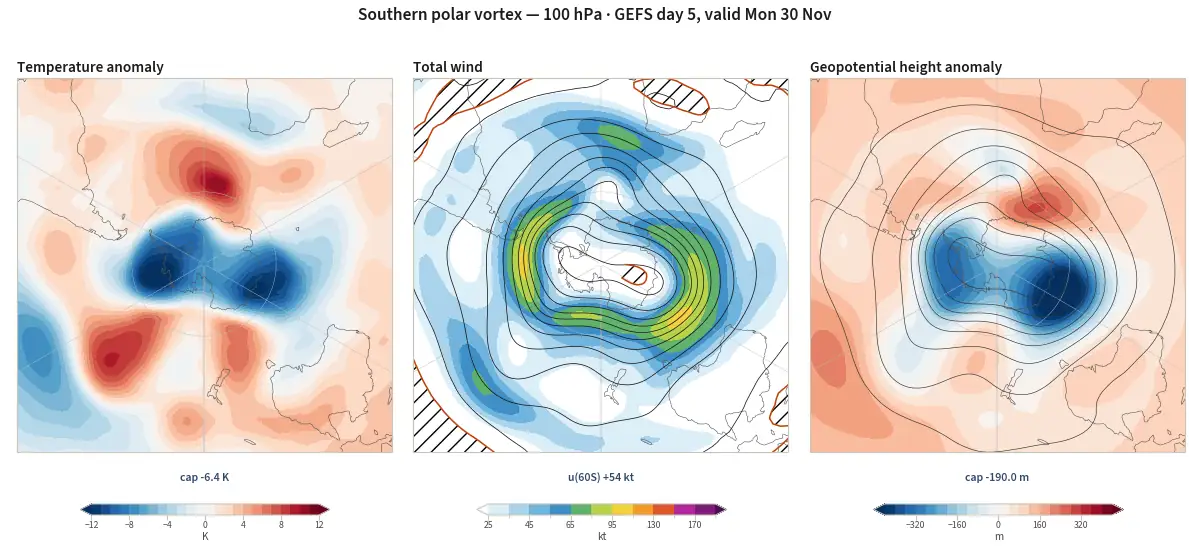 Southern polar vortex — 100 hPa · GEFS day 5, valid Mon 30 Nov
Temperature anomaly
Total wind
Geopotential height anomaly
cap -6.4 K
u(60S) +54 kt
cap -190.0 m
−12 −8 −4 0 4 8 12
K
25 45 65 95 130 170
kt
−320 −160 0 160 320
m